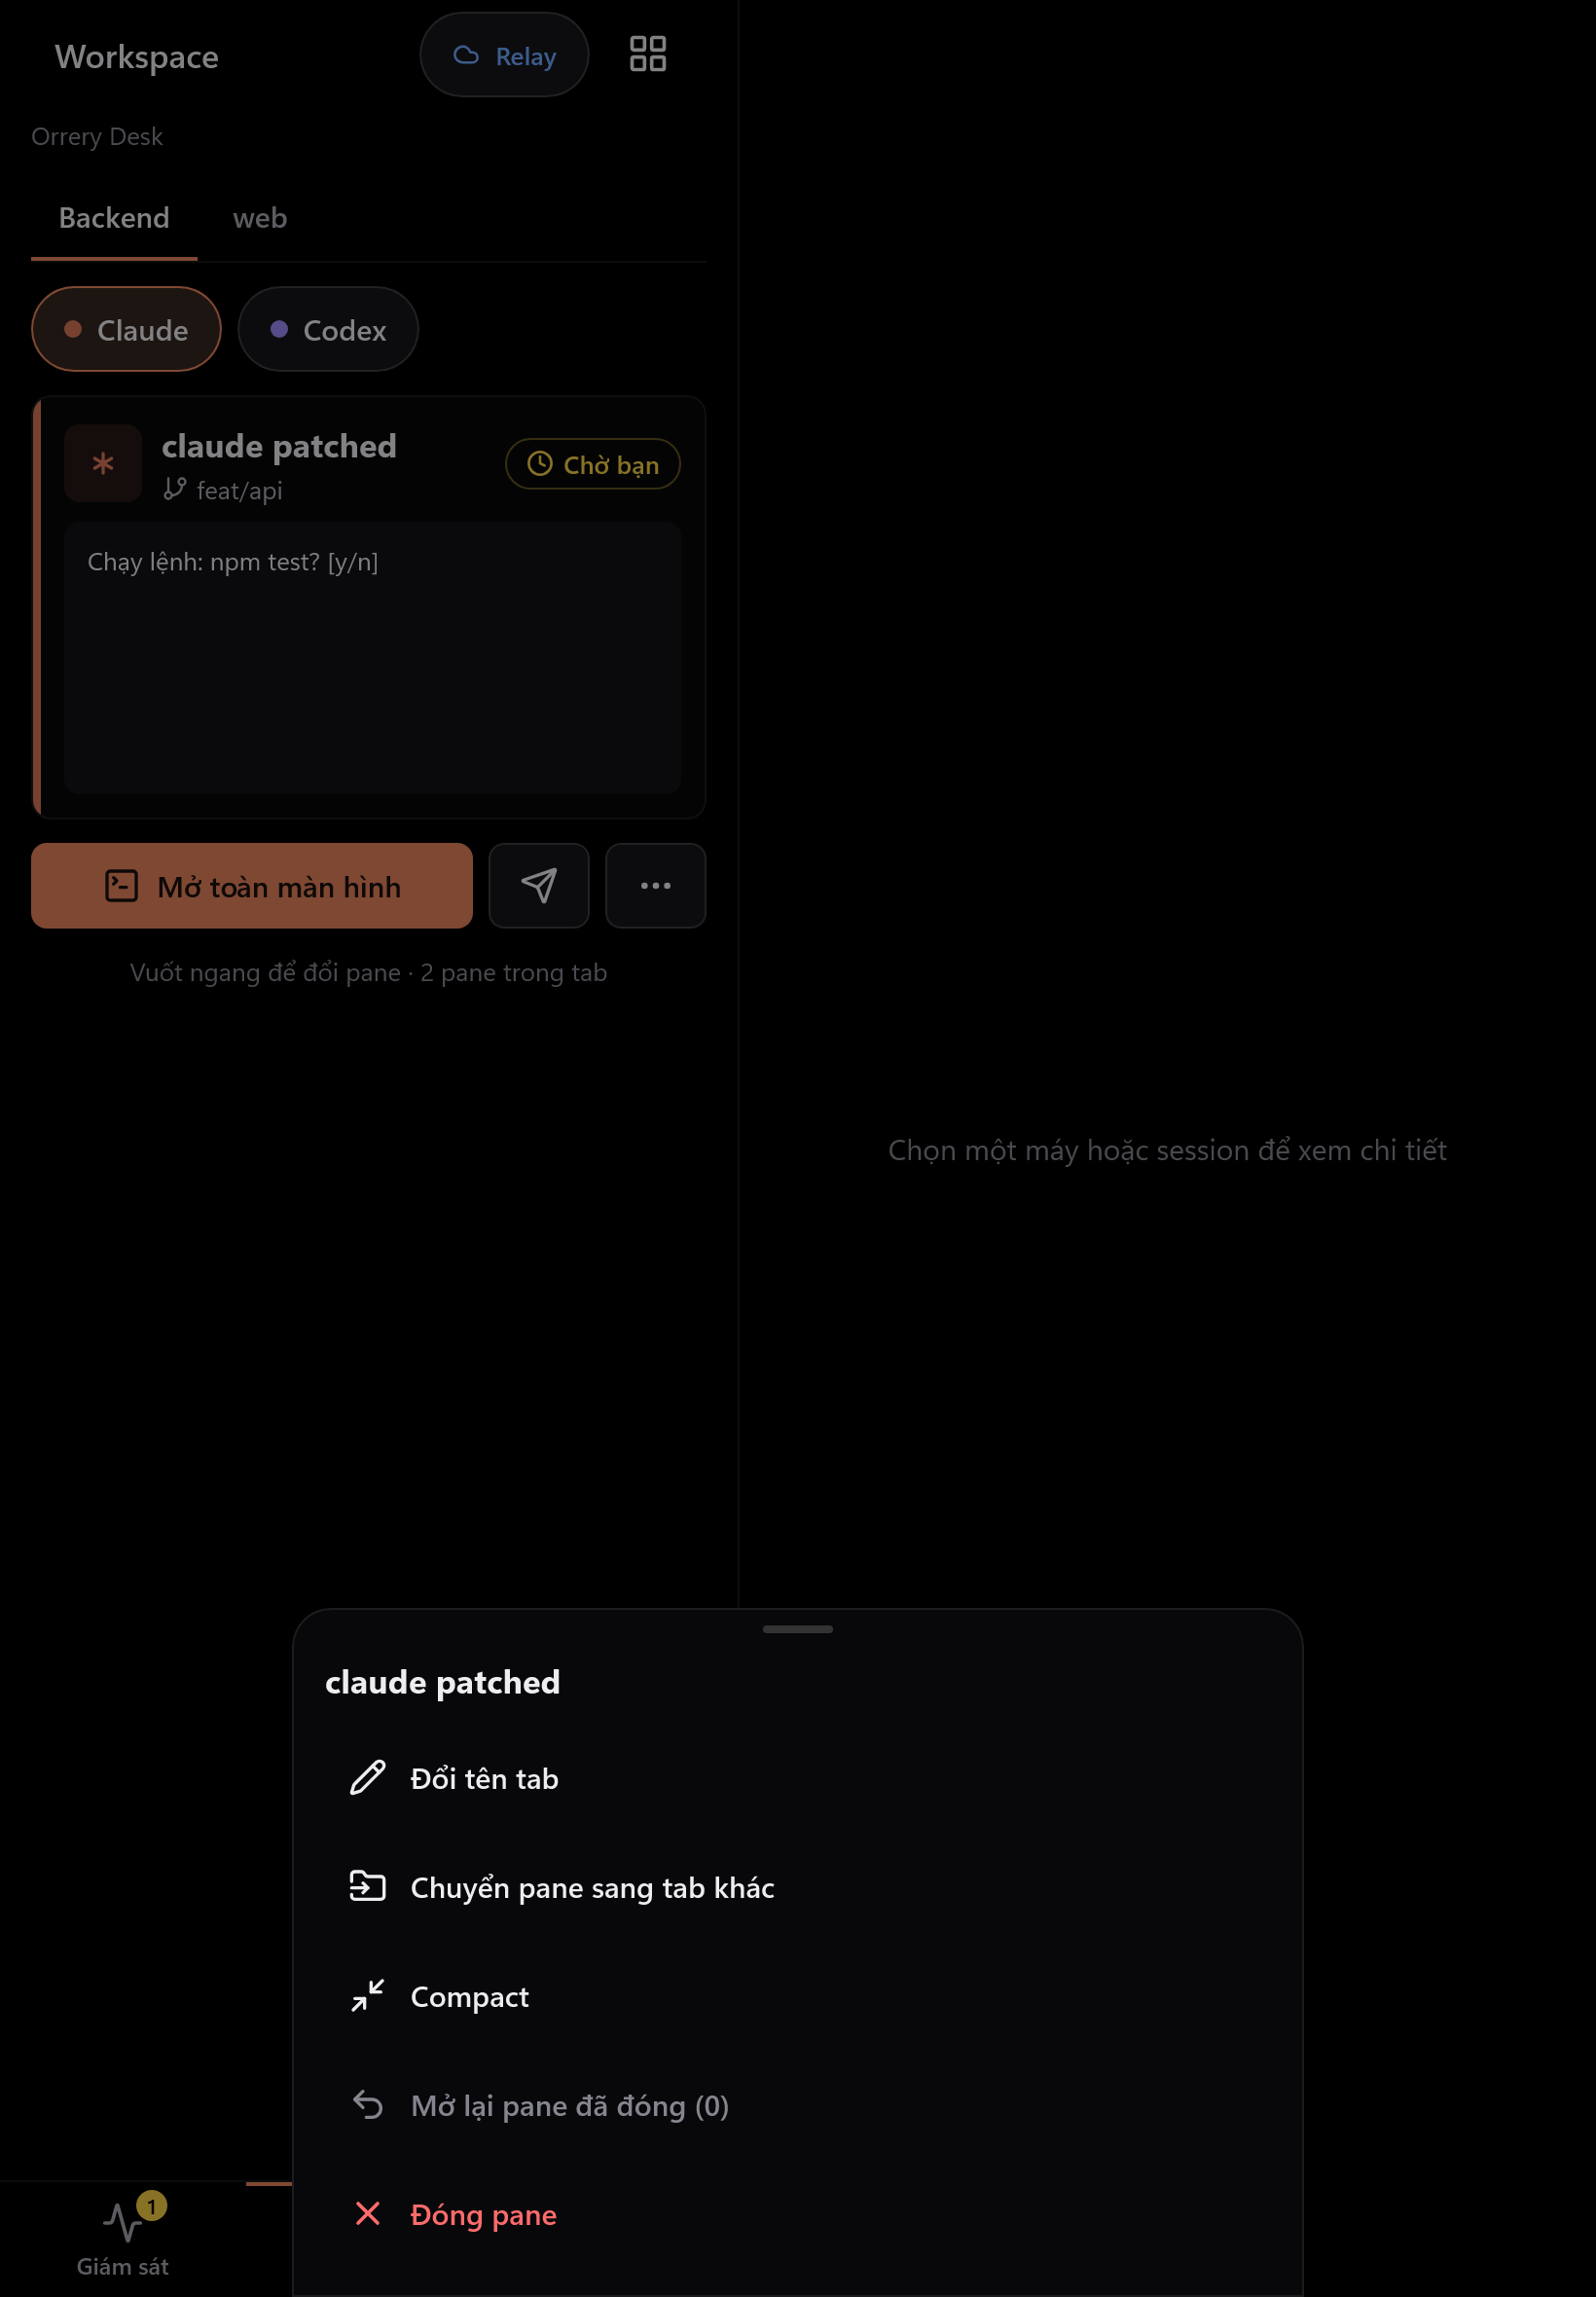 Workspace
Relay
Orrery Desk
Backend
web
Claude
Codex
claude patched
Chờ bạn
feat/api
Chạy lệnh: npm test? [y/n]
Mở toàn màn hình
Vuốt ngang để đổi pane · 2 pane trong tab
Chọn một máy hoặc session để xem chi tiết
claude patched
Đổi tên tab
Chuyển pane sang tab khác
Compact
Mở lại pane đã đóng (0)
Đóng pane
1
Giám sát